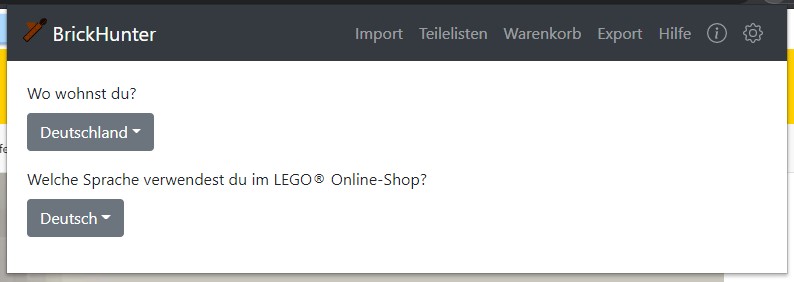 BrickHunter Import Teilelisten Warenkorb Export Hilfe
Wo wohnst du?
Deutschland
Welche Sprache verwendest du im LEGO® Online-Shop?
Deutsch